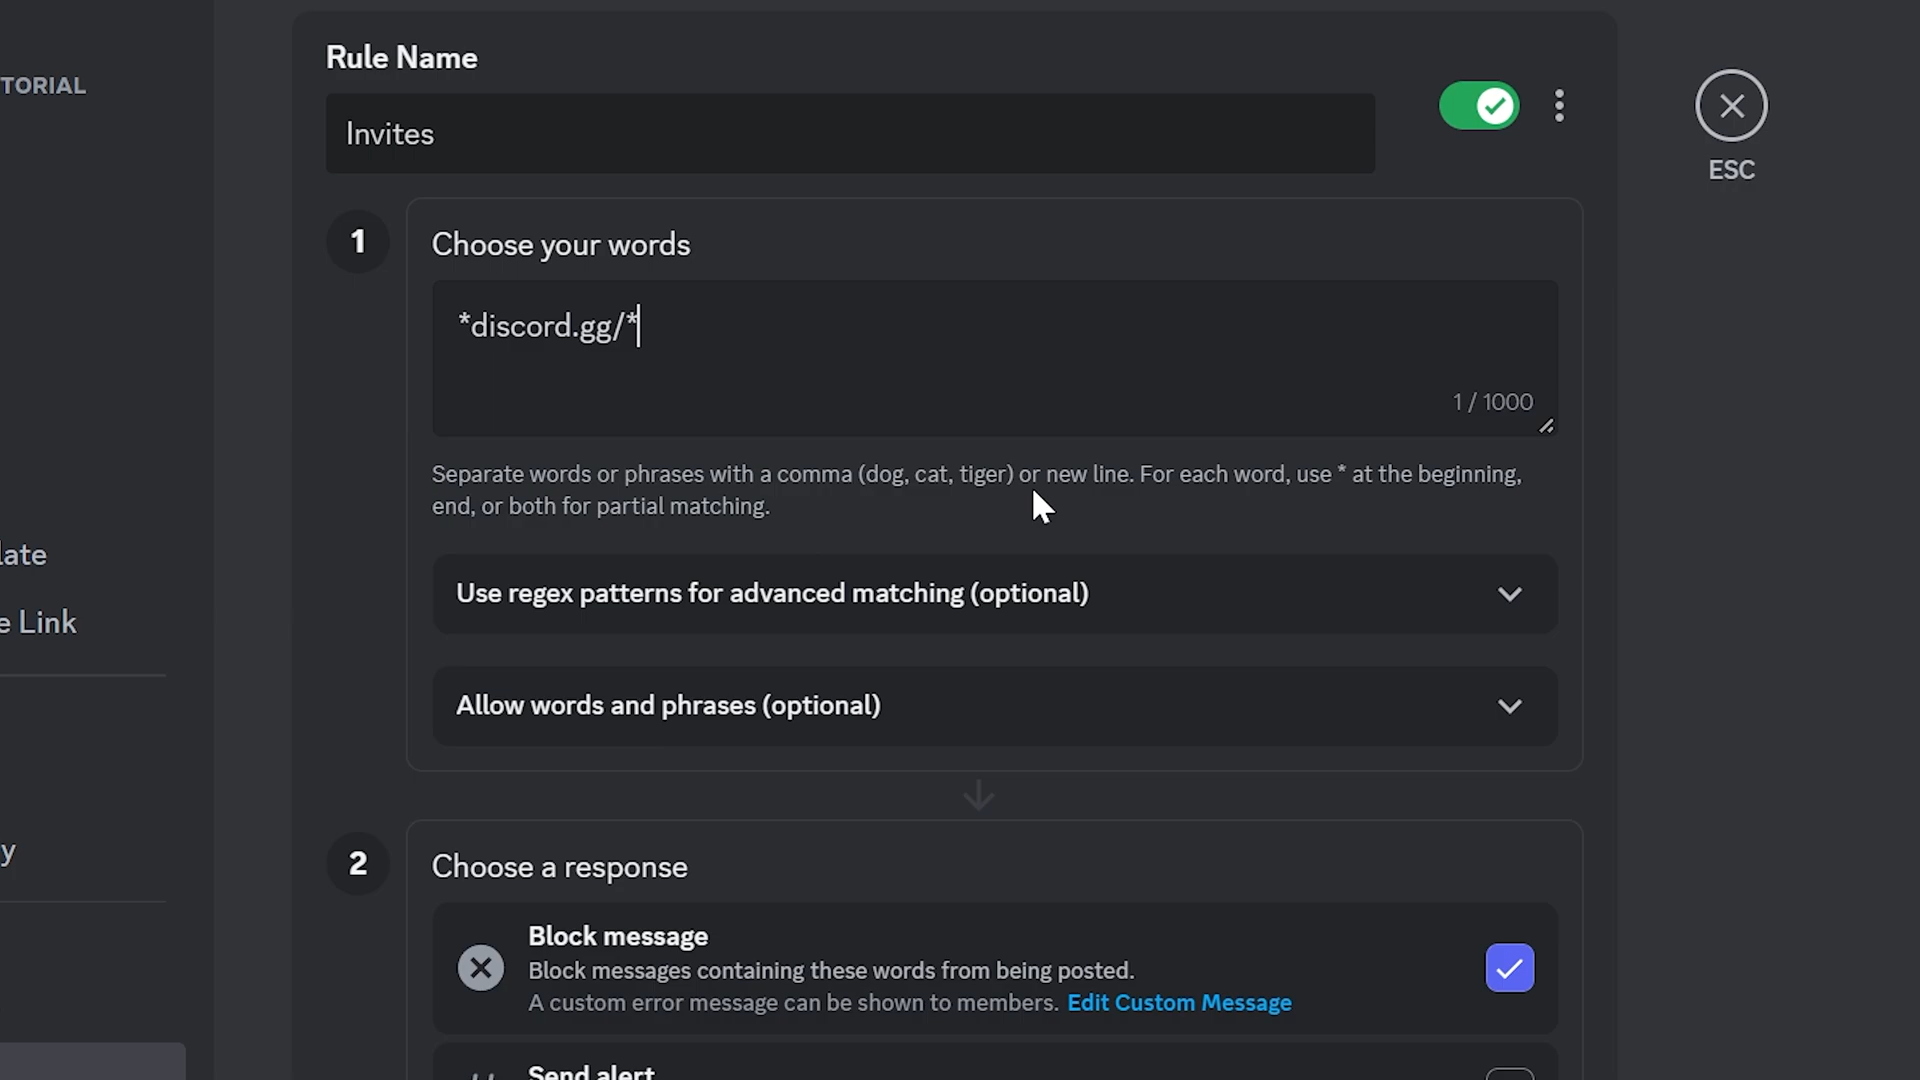 TORIAL
Rule Name
Invites
ESC
1
Choose your words
*discord.gg/*
1 / 1000
Separate words or phrases with a comma (dog, cat, tiger) or new line. For each word, use * at the beginning,
end, or both for partial matching.
late
Use regex patterns for advanced matching (optional)
e Link
Allow words and phrases (optional)
y
2
Choose a response
Block message
Block messages containing these words from being posted.
A custom error message can be shown to members. Edit Custom Message
Send alert